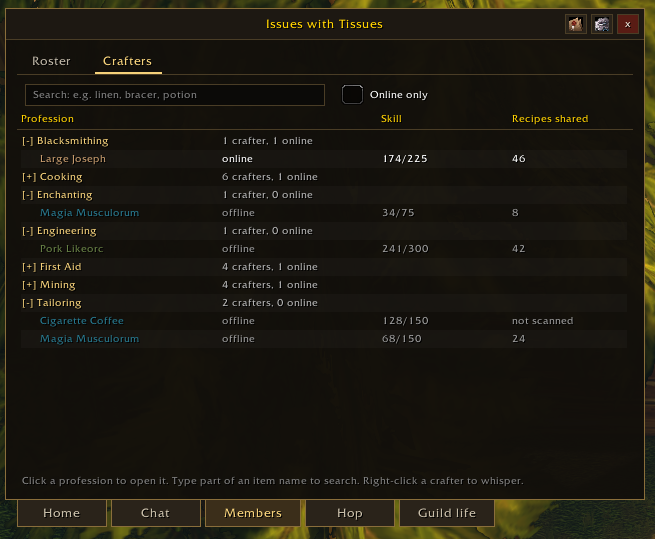 Issues with Tissues
x
Roster Crafters
Search: e.g. linen, bracer, potion Online only
Profession Skill Recipes shared
[-] Blacksmithing 1 crafter, 1 online
Large Joseph online 174/225 46
[+] Cooking 6 crafters, 1 online
[-] Enchanting 1 crafter, 0 online
Magia Musculorum offline 34/75 8
[-] Engineering 1 crafter, 0 online
Pork Likeorc offline 241/300 42
[+] First Aid 4 crafters, 1 online
[+] Mining 4 crafters, 1 online
[-] Tailoring 2 crafters, 0 online
Cigarette Coffee offline 128/150 not scanned
Magia Musculorum offline 68/150 24
Click a profession to open it. Type part of an item name to search. Right-click a crafter to whisper.
Home Chat Members Hop Guild life